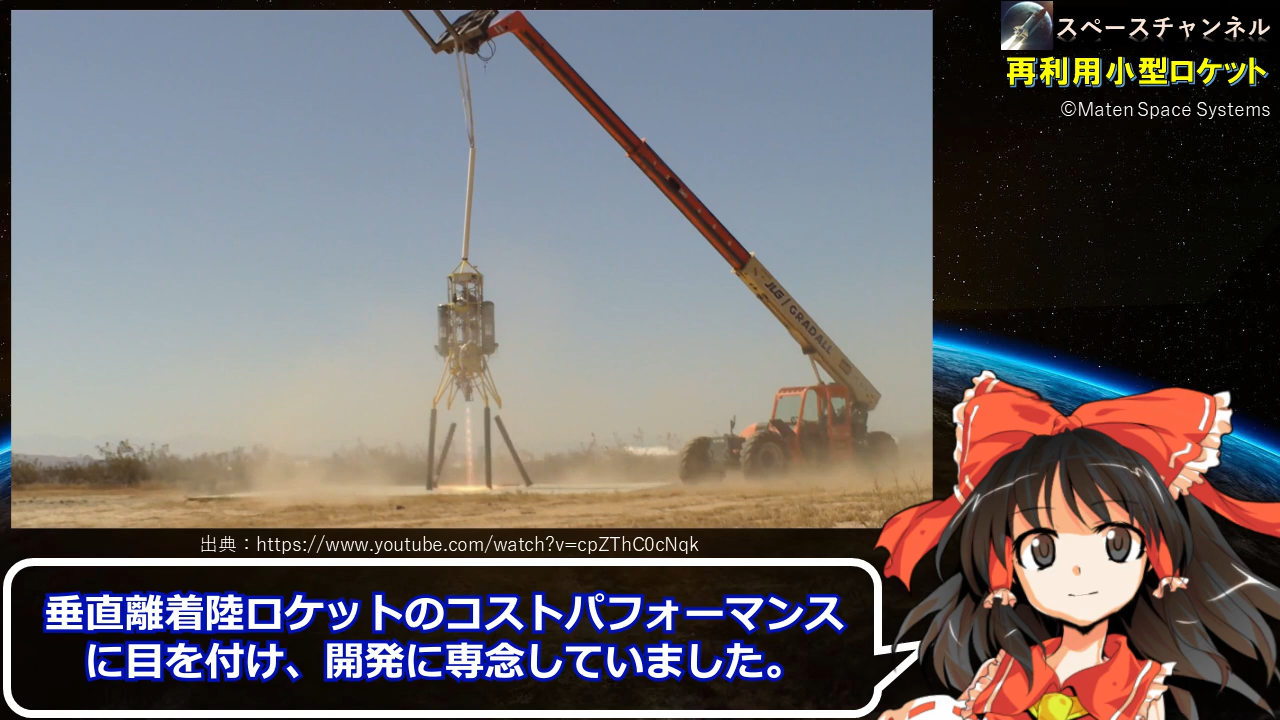 スペースチャンネル
再利用小型ロケット
©Maten Space Systems
JLG | GRADALL
出典：https://www.youtube.com/watch?v=cpZThC0cNqk
垂直離着陸ロケットのコストパフォーマンス
に目を付け、開発に専念していました。